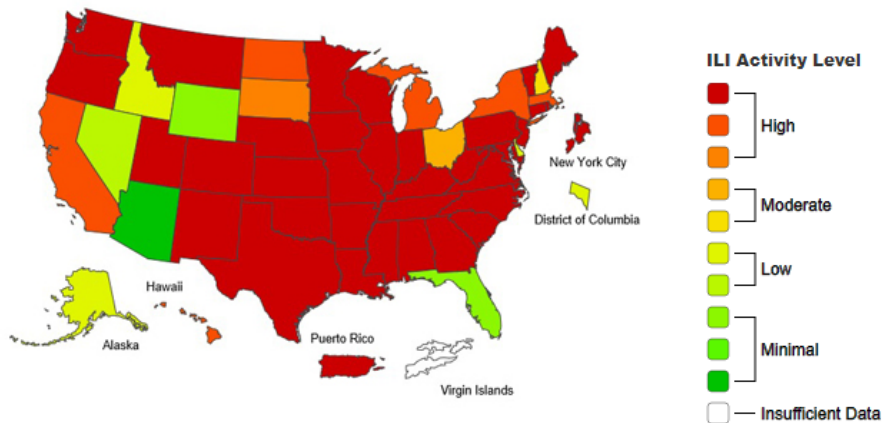 ILI Activity Level
High
New York City
Moderate
District of Columbia
Low
Hawaii
Alaska
Puerto Rico
Minimal
Virgin Islands
Insufficient Data